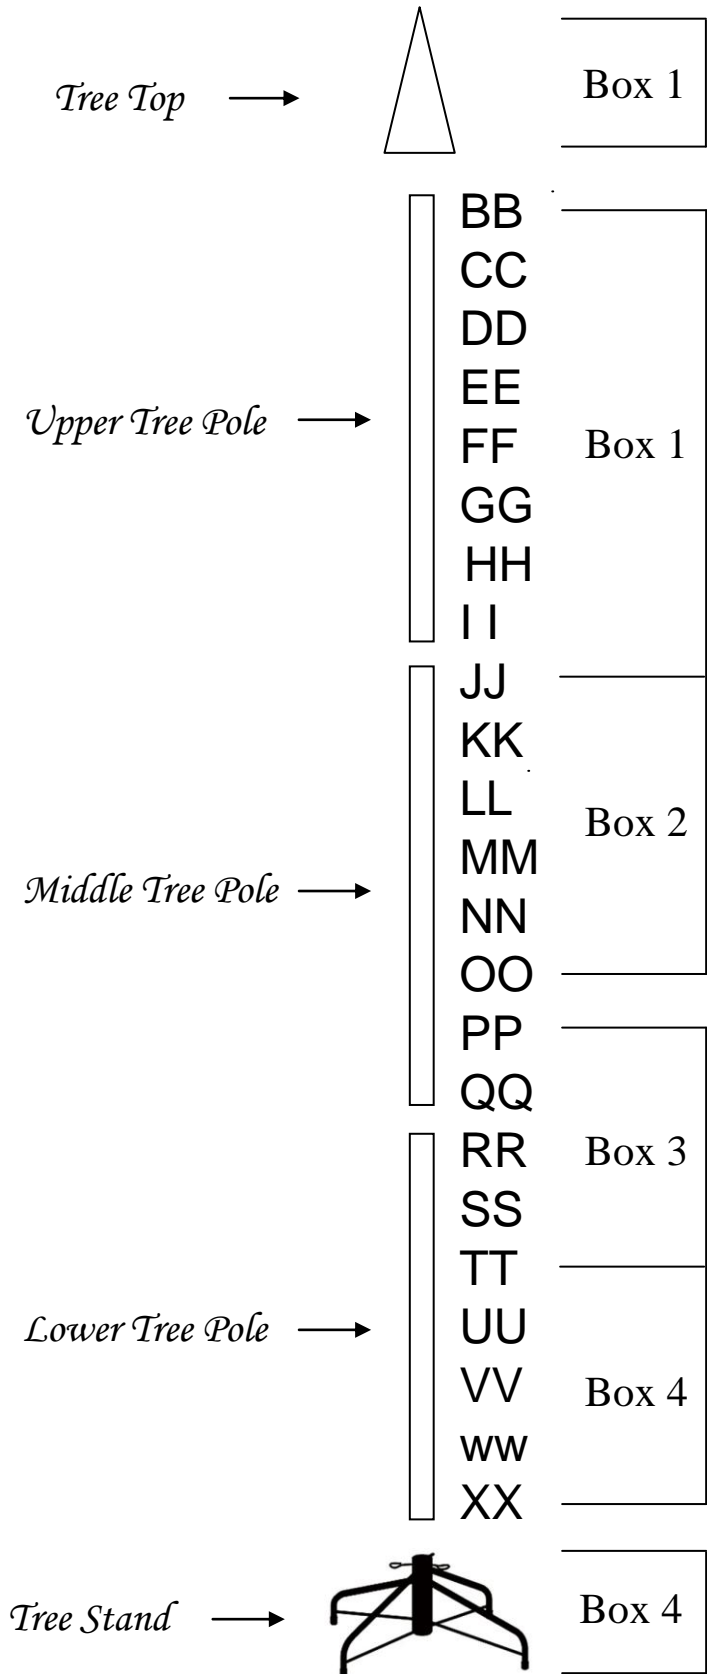 Tree Top
Box 1
BB
CC
DD
EE
Upper Tree Pole
FF
Box 1
GG
HH
I I
JJ
KK
LL
Box 2
MM
Middle Tree Pole
NN
OO
PP
QQ
RR
Box 3
SS
TT
Lower Tree Pole
UU
VV
Box 4
ww
XX
Tree Stand
Box 4